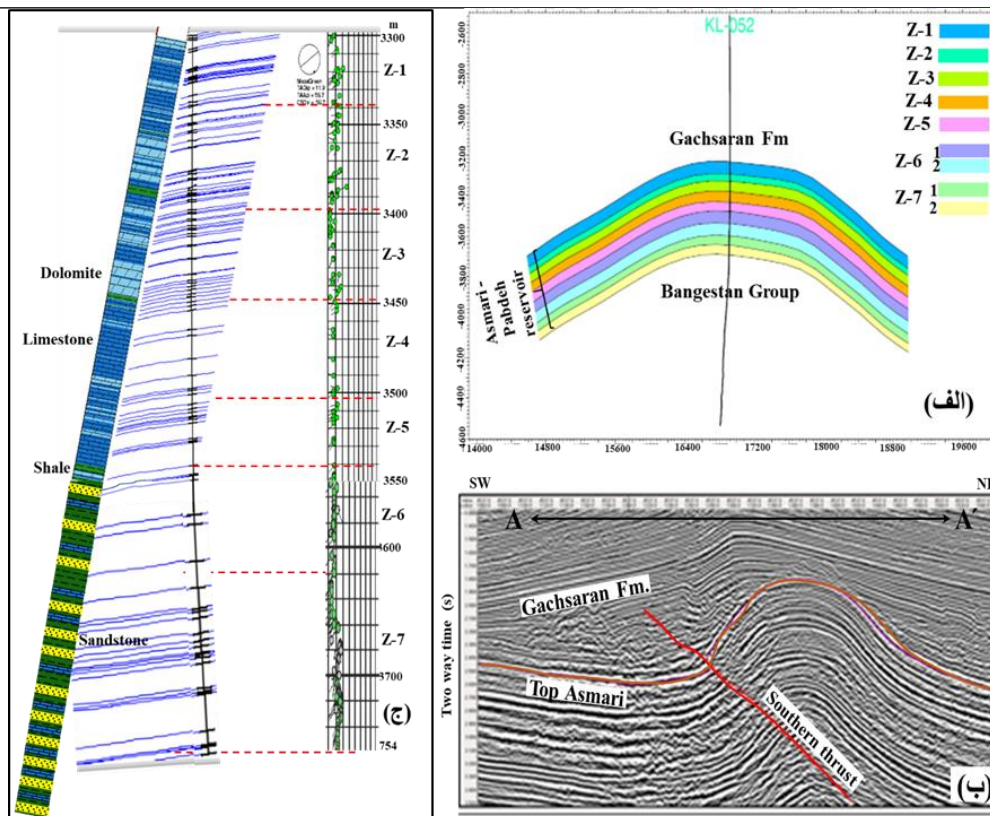 m
3300
Z-1
3350
Z-2
3400
Z-3
3450
Z-4
3500
Z-5
3550
Z-6
3600
Z-7
3700
754
Dolomite
Limestone
Shale
Sandstone
(ج)
KL-052
-2600
-2800
-3000
-3200
-3400
-3600
-3800
-4000
-4200
-4400
-4600
14000
14800
15600
16400
17200
18000
18800
19600
Gachsaran Fm
Bangestan Group
Asmari -
Pabdeh
reservoir
Z-1
Z-2
Z-3
Z-4
Z-5
Z-6 1
2
Z-7 1
2
(الف)
SW
A
A´
Gachsaran Fm.
Top Asmari
Southern thrust
Two way time (s)
(ب)